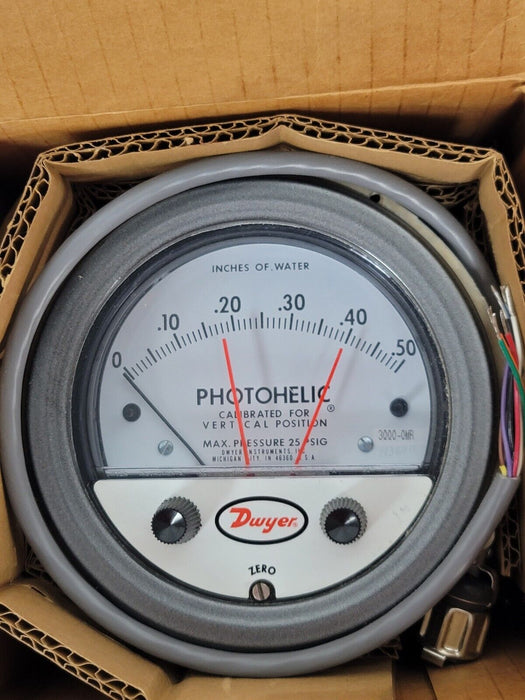 INCHES OF WATER
0 .10 .20 .30 .40 .50
PHOTOHELIC®
CALIBRATED FOR
VERTICAL POSITION
MAX. PRESSURE 25 PSIG
DWYER INSTRUMENTS, INC.
MICHIGAN CITY, IN 46360 U.S.A.
3000-0MR
Dwyer
ZERO